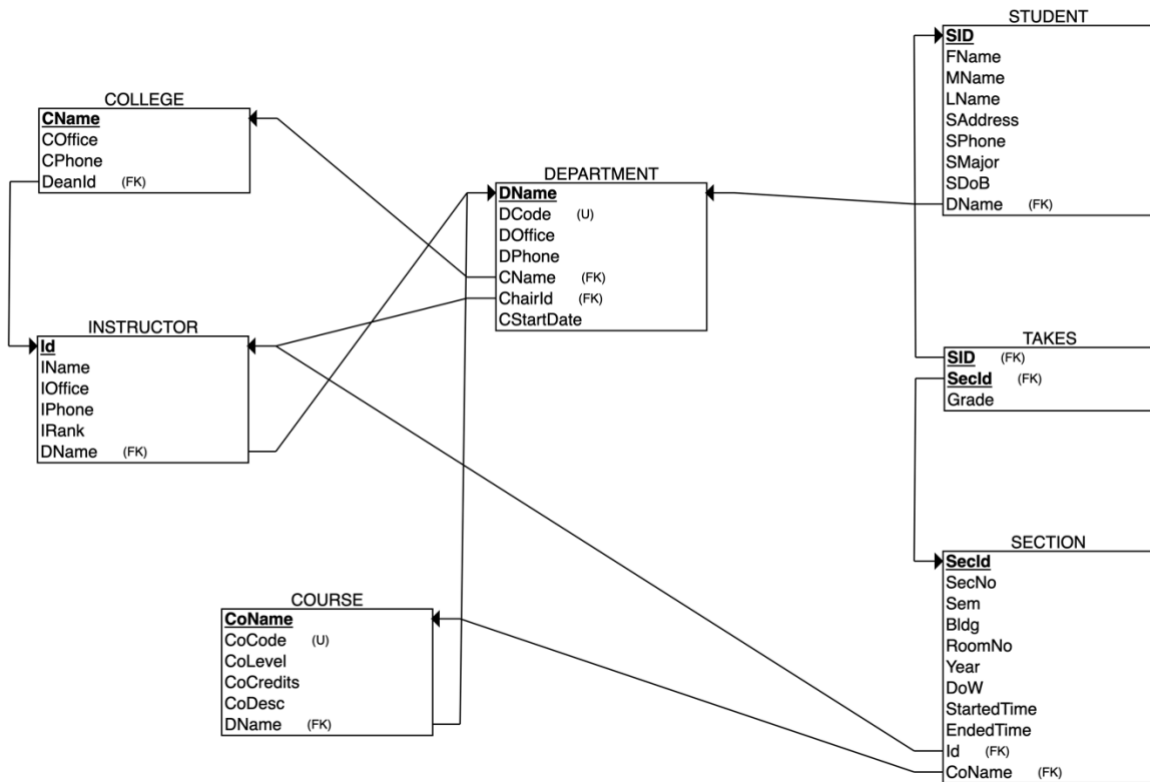 STUDENT
SID
FName
MName
LName
SAddress
SPhone
SMajor
SDoB
DName (FK)
COLLEGE
CName
COffice
CPhone
DeanId (FK)
DEPARTMENT
DName
DCode (U)
DOffice
DPhone
CName (FK)
ChairId (FK)
CStartDate
INSTRUCTOR
Id
IName
IOffice
IPhone
IRank
DName (FK)
TAKES
SID (FK)
SecId (FK)
Grade
COURSE
CoName
CoCode (U)
CoLevel
CoCredits
CoDesc
DName (FK)
SECTION
SecId
SecNo
Sem
Bldg
RoomNo
Year
DoW
StartedTime
EndedTime
Id (FK)
CoName (FK)